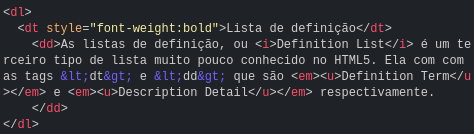 <dl>
  <dt style="font-weight:bold">Lista de definição</dt>
    <dd>As listas de definição, ou <i>Definition List</i> é um te
rceiro tipo de lista muito pouco conhecido no HTML5. Ela com com
as tags &lt;dt&gt; e &lt;dd&gt; que são <em><u>Definition Term</u
></em> e <em><u>Description Detail</u></em> respectivamente.
    </dd>
</dl>